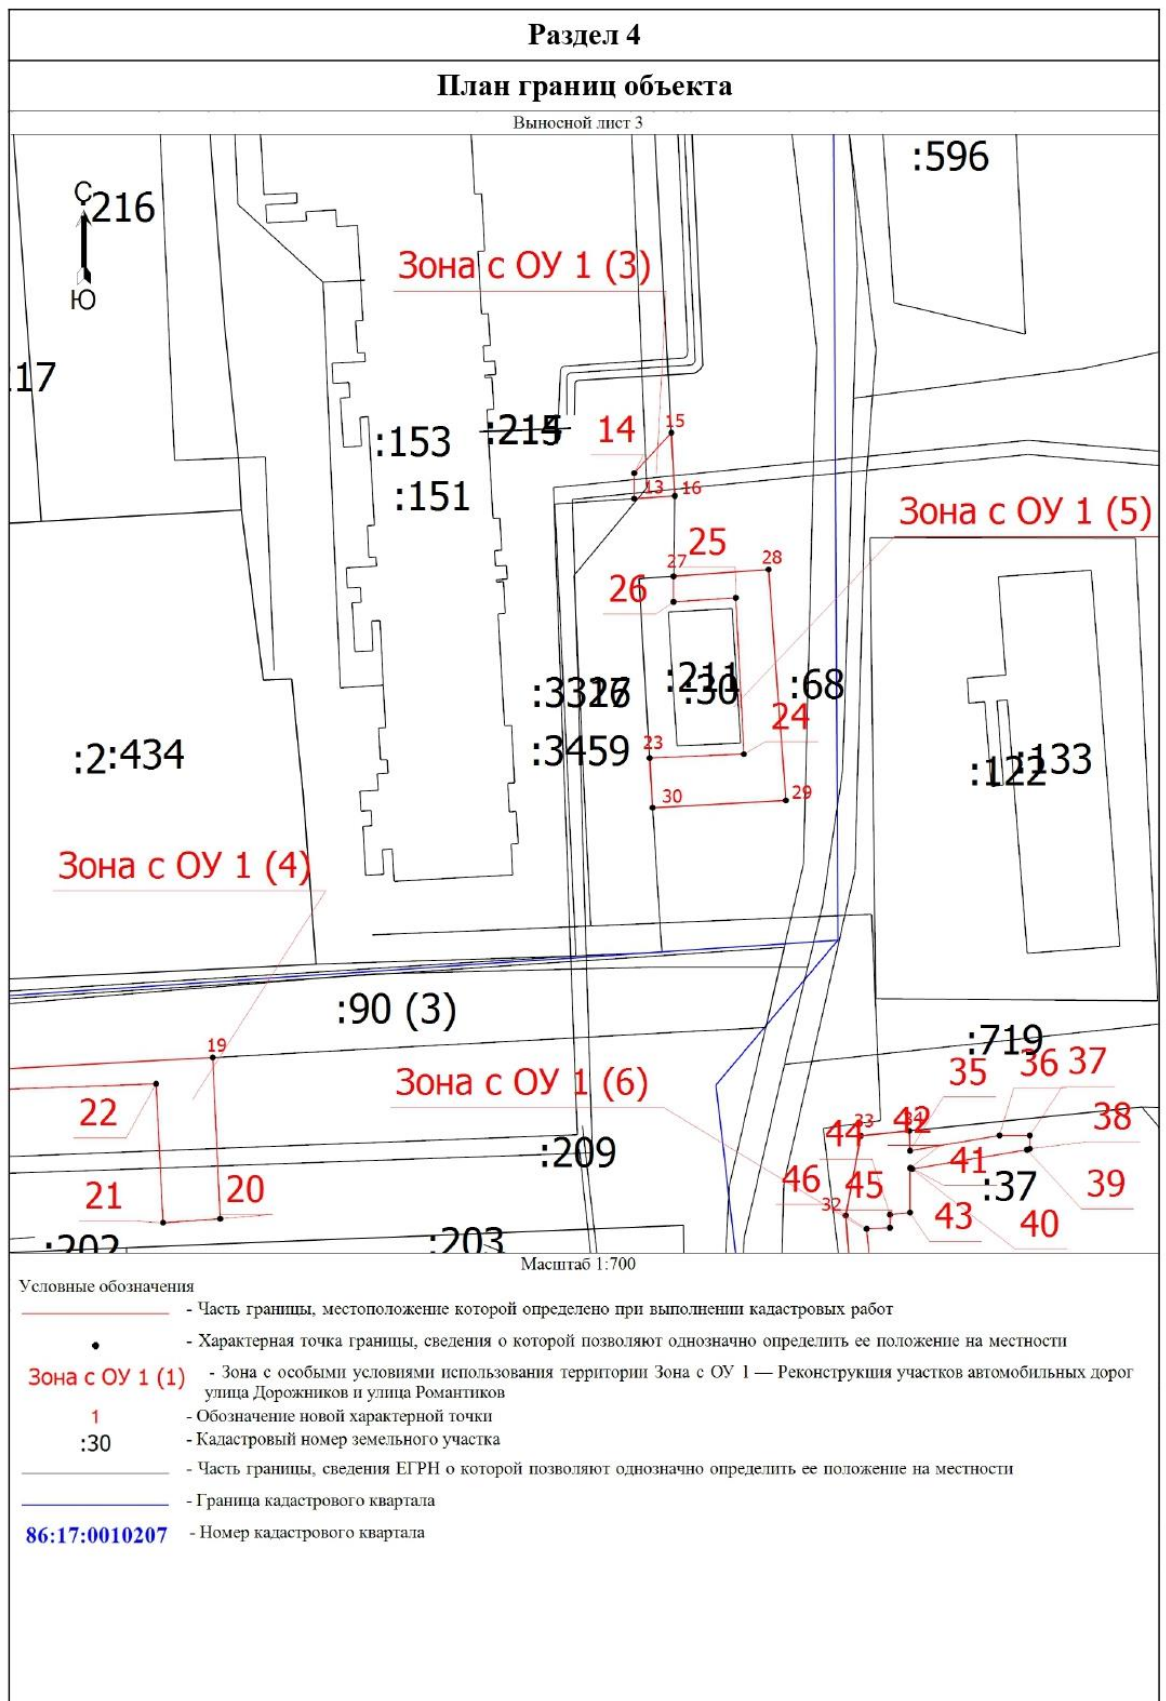 Раздел 4
План границ объекта
Выносной лист 3
:596
С
:216
Ю
Зона с ОУ 1 (3)
:153
14
15
:151
13
16
Зона с ОУ 1 (5)
25
27
28
26
:211
:30
:68
24
:2
:434
:3459
23
:122
:133
30
29
Зона с ОУ 1 (4)
:90 (3)
19
:719
Зона с ОУ 1 (6)
35
36
37
22
38
44
33
42
34
:209
41
39
:37
46
45
21
20
32
43
40
:202
:203
Масштаб 1:700
Условные обозначения
- Часть границы, местоположение которой определено при выполнении кадастровых работ
- Характерная точка границы, сведения о которой позволяют однозначно определить ее положение на местности
Зона с ОУ 1 (1) - Зона с особыми условиями использования территории Зона с ОУ 1 — Реконструкция участков автомобильных дорог
улица Дорожников и улица Романтиков
1 - Обозначение новой характерной точки
:30 - Кадастровый номер земельного участка
- Часть границы, сведения ЕГРН о которой позволяют однозначно определить ее положение на местности
- Граница кадастрового квартала
86:17:0010207 - Номер кадастрового квартала